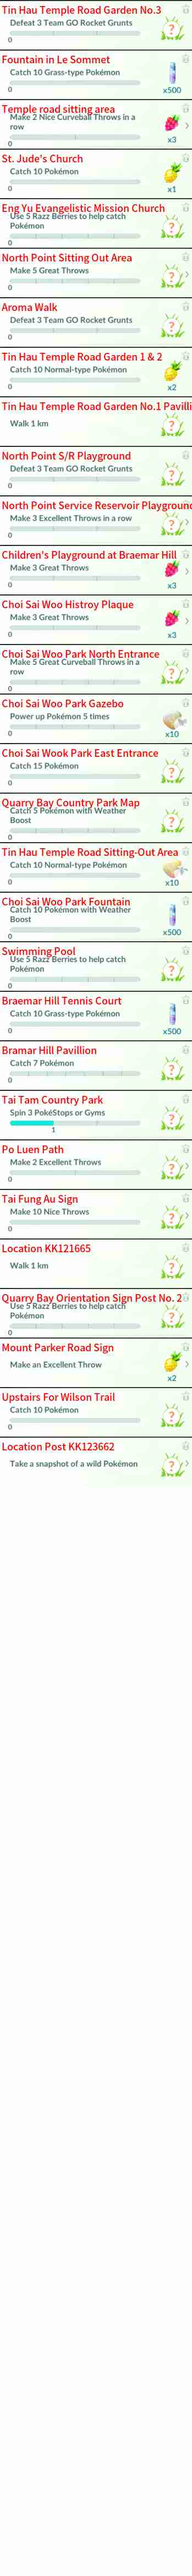 Tin Hau Temple Road Garden No.3
Defeat 3 Team GO Rocket Grunts
?
0
Fountain in Le Sommet
Catch 10 Grass-type Pokémon
0
x500
Temple road sitting area
Make 2 Nice Curveball Throws in a
row
0
x3
St. Jude's Church
Catch 10 Pokémon
0
x1
Eng Yu Evangelistic Mission Church
Use 5 Razz Berries to help catch
Pokémon
?
0
North Point Sitting Out Area
Make 5 Great Throws
?
0
Aroma Walk
Defeat 3 Team GO Rocket Grunts
?
0
Tin Hau Temple Road Garden 1 & 2
Catch 10 Normal-type Pokémon
0
x2
Tin Hau Temple Road Garden No.1 Pavilli
Walk 1 km
?
North Point S/R Playground
Defeat 3 Team GO Rocket Grunts
?
0
North Point Service Reservoir Playground
Make 3 Excellent Throws in a row
?
0
Children's Playground at Braemar Hill
Make 3 Great Throws
0
x3
Choi Sai Woo Histroy Plaque
Make 3 Great Throws
0
x3
Choi Sai Woo Park North Entrance
Make 5 Great Curveball Throws in a
row
?
0
Choi Sai Woo Park Gazebo
Power up Pokémon 5 times
0
x10
Choi Sai Wook Park East Entrance
Catch 15 Pokémon
?
0
Quarry Bay Country Park Map
Catch 5 Pokémon with Weather
Boost
?
0
Tin Hau Temple Road Sitting-Out Area
Catch 10 Normal-type Pokémon
0
x10
Choi Sai Woo Park Fountain
Catch 10 Pokémon with Weather
Boost
0
x500
Swimming Pool
Use 5 Razz Berries to help catch
Pokémon
?
0
Braemar Hill Tennis Court
Catch 10 Grass-type Pokémon
0
x500
Bramar Hill Pavillion
Catch 7 Pokémon
?
0
Tai Tam Country Park
Spin 3 PokéStops or Gyms
?
1
Po Luen Path
Make 2 Excellent Throws
?
0
Tai Fung Au Sign
Make 10 Nice Throws
?
0
Location KK121665
Walk 1 km
?
Quarry Bay Orientation Sign Post No. 2
Use 5 Razz Berries to help catch
Pokémon
?
0
Mount Parker Road Sign
Make an Excellent Throw
x2
Upstairs For Wilson Trail
Catch 10 Pokémon
?
0
Location Post KK123662
Take a snapshot of a wild Pokémon
?